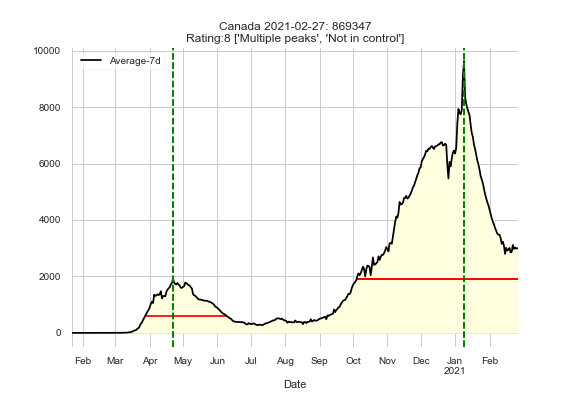 Canada 2021-02-27: 869347
Rating:8 ['Multiple peaks', 'Not in control']
Average-7d
10000
8000
6000
4000
2000
0
Feb Mar Apr May Jun Jul Aug Sep Oct Nov Dec Jan Feb
2021
Date